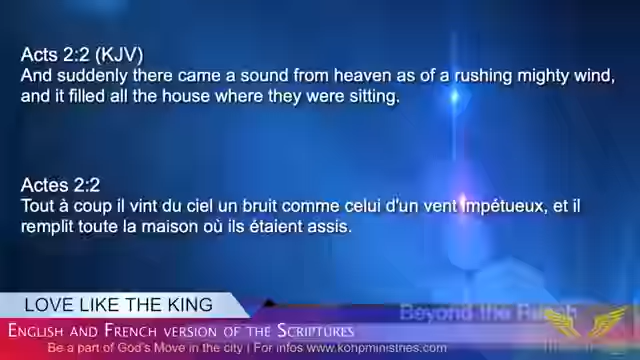 Acts 2:2 (KJV)
And suddenly there came a sound from heaven as of a rushing mighty wind,
and it filled all the house where they were sitting.
Actes 2:2
Tout à coup il vint du ciel un bruit comme celui d'un vent impétueux, et il
remplit toute la maison où ils étaient assis.
LOVE LIKE THE KING
Beyond the
ENGLISH AND FRENCH VERSION OF THE SCRIPTURES
Be a part of God's Move in the city | For infos www.kohpministries.com